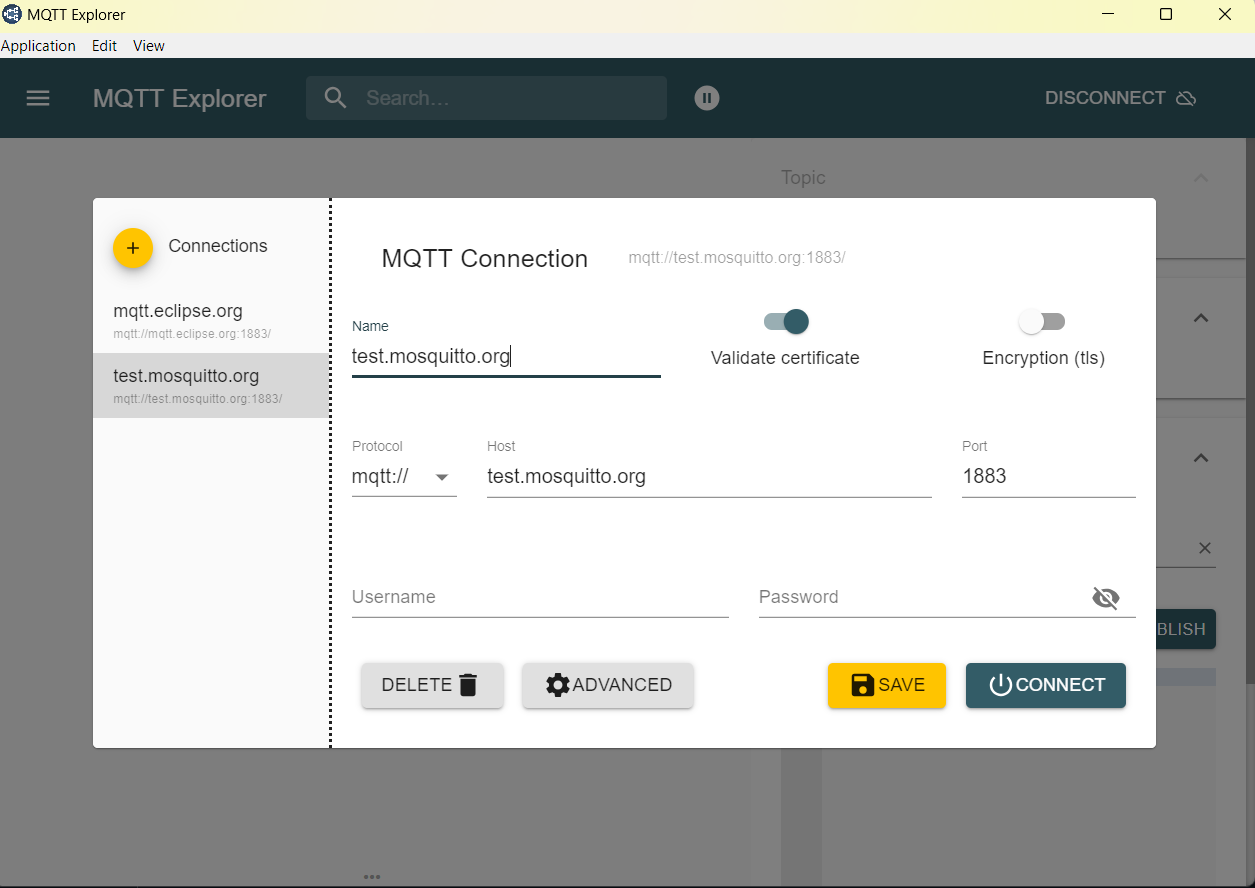 MQTT Explorer
Application Edit View
MQTT Explorer Search... DISCONNECT
Topic
+ Connections
mqtt.eclipse.org
mqtt://mqtt.eclipse.org:1883/
test.mosquitto.org
mqtt://test.mosquitto.org:1883/
MQTT Connection mqtt://test.mosquitto.org:1883/
Name
test.mosquitto.org
Validate certificate
Encryption (tls)
Protocol
mqtt://
Host
test.mosquitto.org
Port
1883
Username
Password
DELETE ADVANCED SAVE CONNECT
BLISH